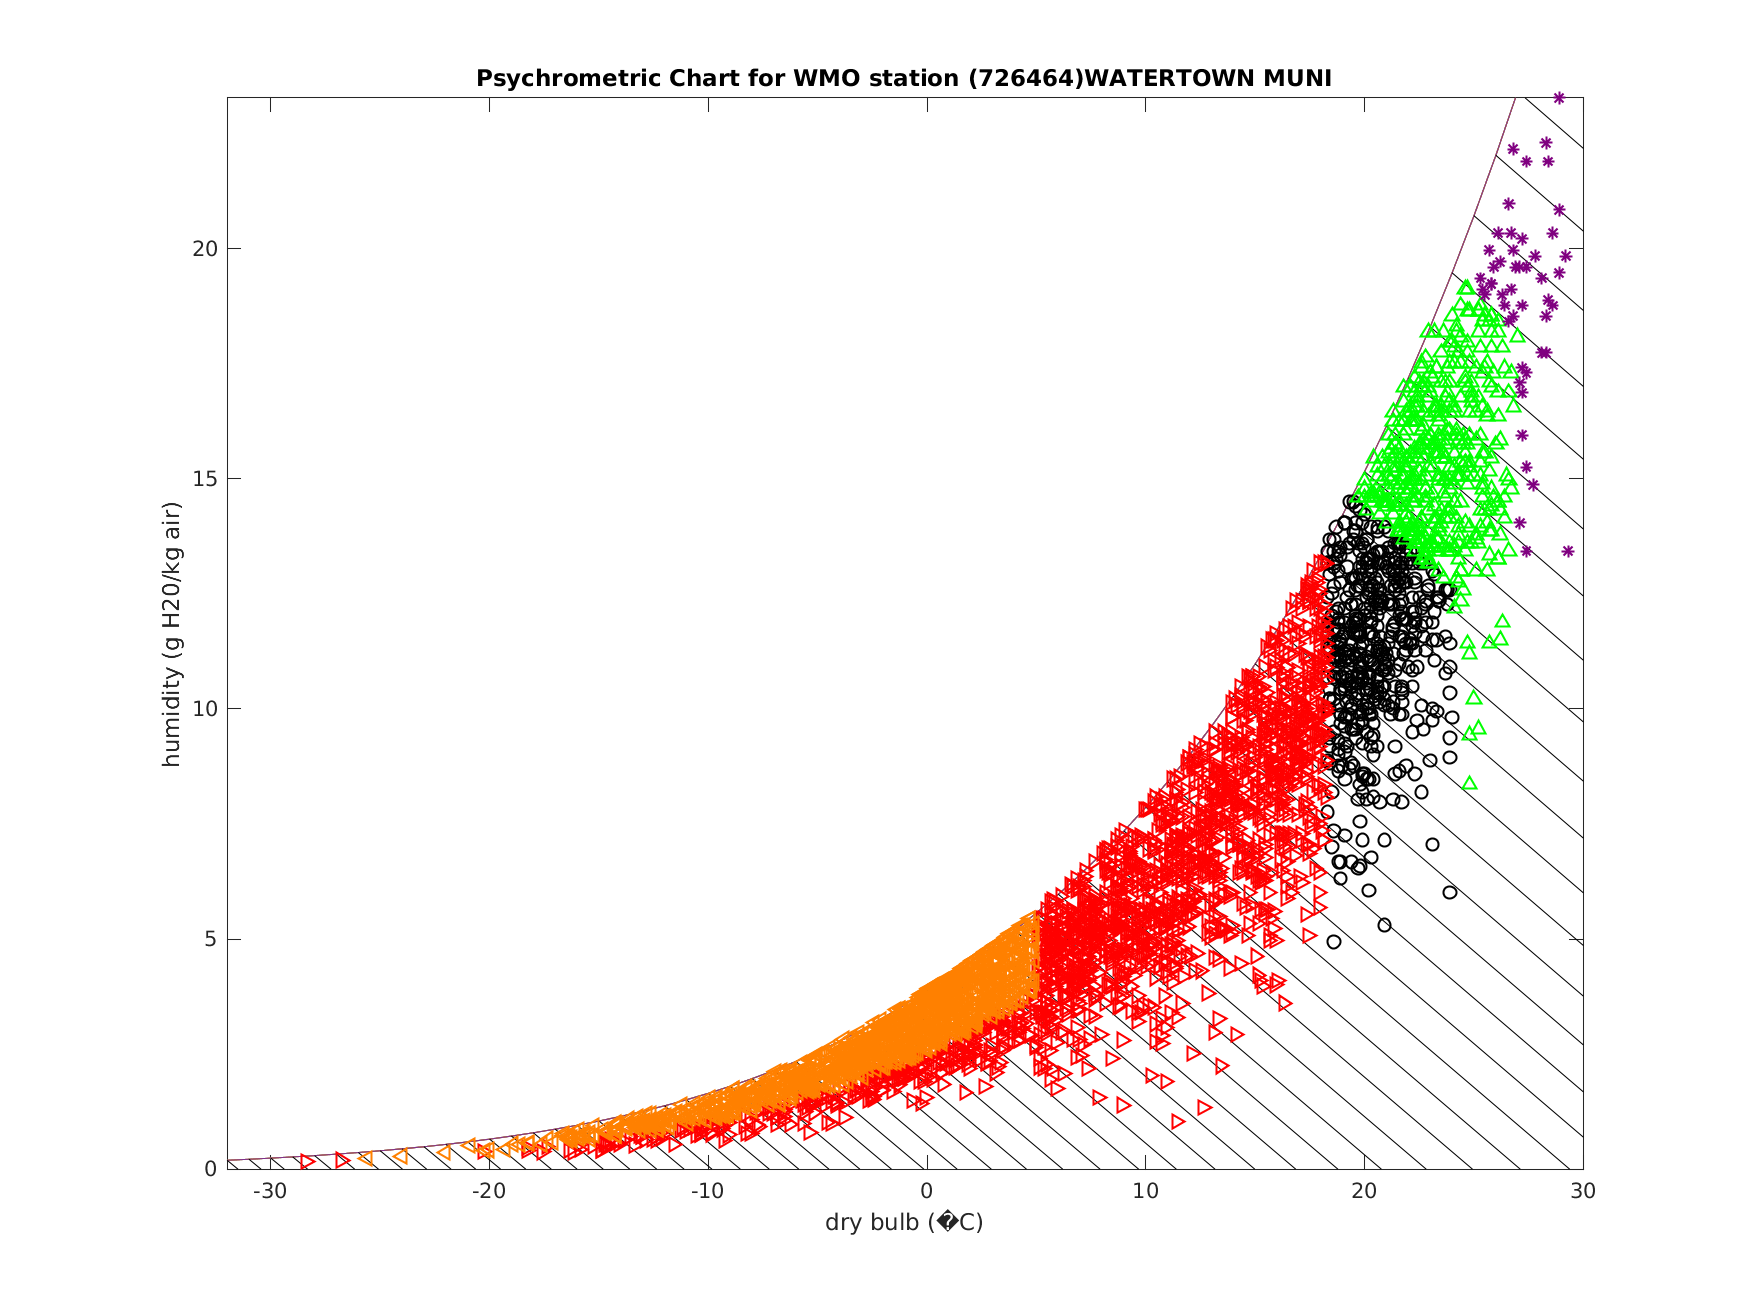 Psychrometric Chart for WMO station (726464)WATERTOWN MUNI
20
15
10
5
0
humidity (g H20/kg air)
-30 -20 -10 0 10 20 30
dry bulb (�C)